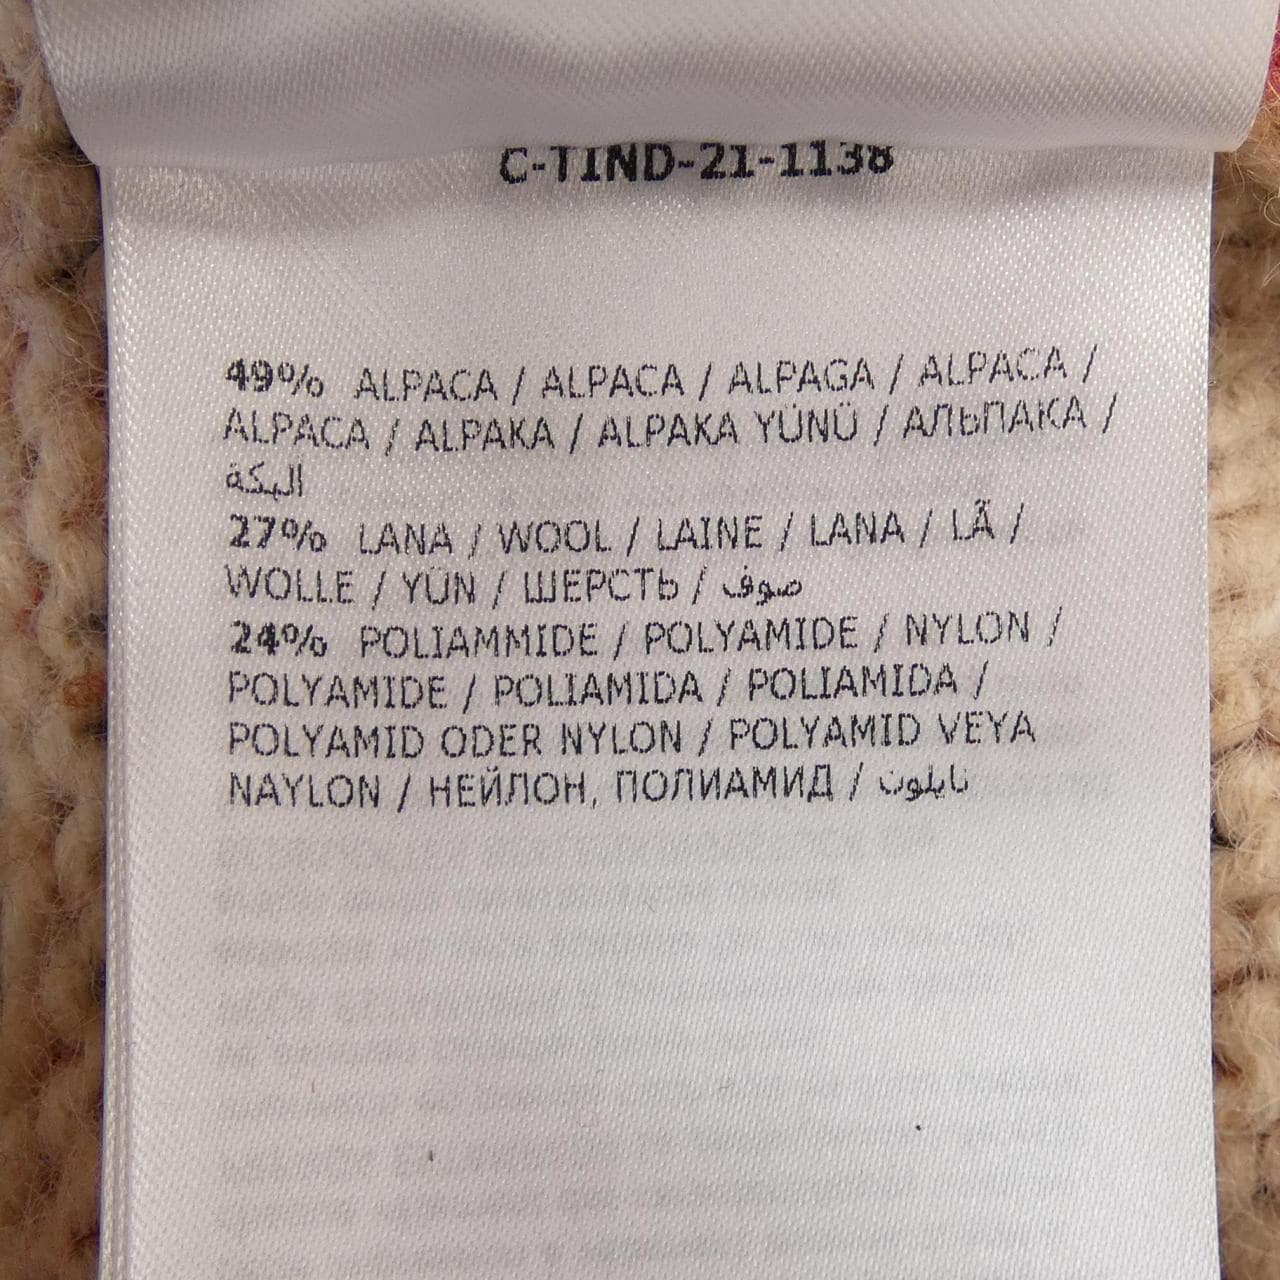 C-TIND-21-1138
49% ALPACA / ALPACA / ALPAGA / ALPACA /
ALPACA / ALPAKA / ALPAKA YÜNÜ / АЛЬПАКА /
البكة
27% LANA / WOOL / LAINE / LANA / LÃ /
WOLLE / YÜN / ШЕРСТЬ / صوف
24% POLIAMMIDE / POLYAMIDE / NYLON /
POLYAMIDE / POLIAMIDA / POLIAMIDA /
POLYAMID ODER NYLON / POLYAMID VEYA
NAYLON / НЕЙЛОН, ПОЛИАМИД / نايلون